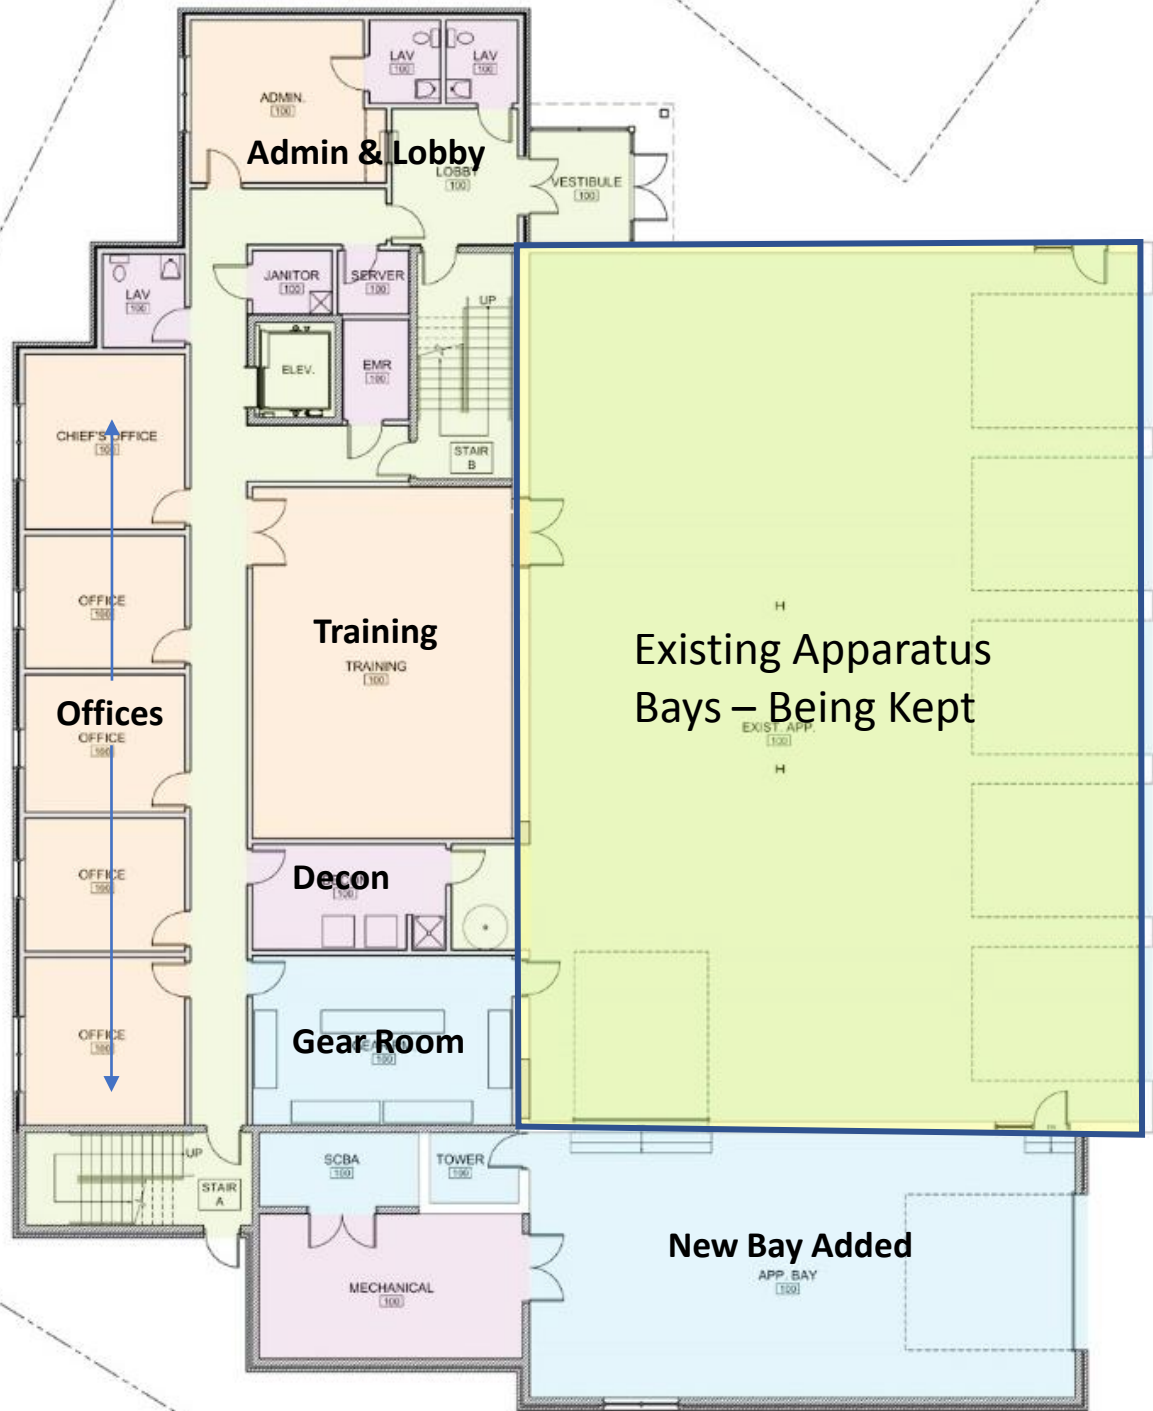 LAV
100
LAV
100
ADMIN.
100
Admin & Lobby
LOBBY
100
VESTIBULE
100
JANITOR
100
SERVER
100
LAV
100
UP
ELEV.
EMR
100
CHIEF'S OFFICE
100
STAIR
B
OFFICE
100
H
Training
TRAINING
100
Existing Apparatus
Bays – Being Kept
EXIST. APP.
100
H
Offices
OFFICE
100
OFFICE
100
Decon
100
OFFICE
100
Gear Room
100
UP
STAIR
A
SCBA
100
TOWER
100
New Bay Added
APP. BAY
100
MECHANICAL
100